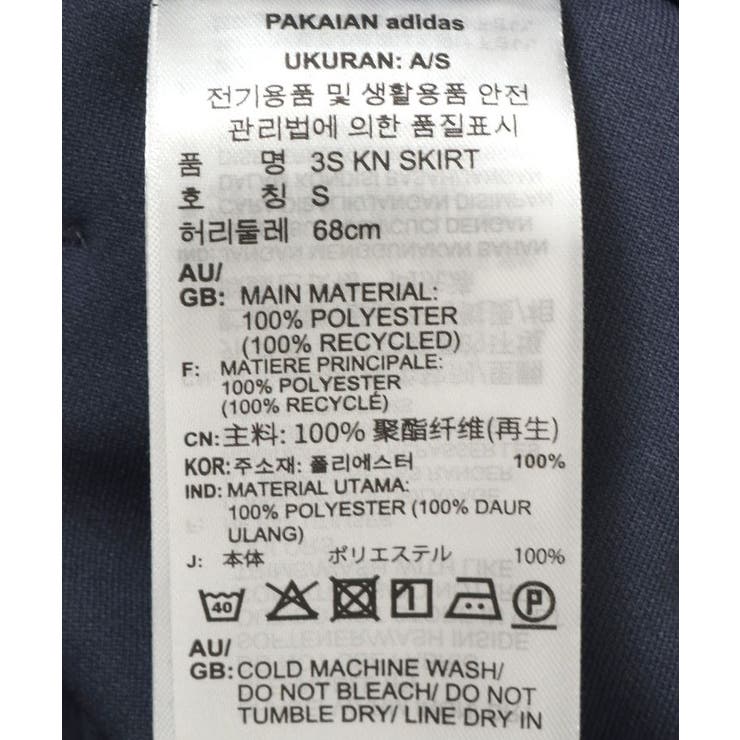 PAKAIAN adidas
UKURAN: A/S
전기용품 및 생활용품 안전
관리법에 의한 품질표시
품 명 3S KN SKIRT
호 칭 S
허리둘레 68cm
AU/
GB: MAIN MATERIAL:
100% POLYESTER
(100% RECYCLED)
F: MATIERE PRINCIPALE:
100% POLYESTER
(100% RECYCLÉ)
CN: 主料: 100% 聚酯纤维(再生)
KOR: 주소재: 폴리에스터 100%
IND: MATERIAL UTAMA:
100% POLYESTER (100% DAUR
ULANG)
J: 本体 ポリエステル 100%
40 1 P
AU/
GB: COLD MACHINE WASH/
DO NOT BLEACH/ DO NOT
TUMBLE DRY/ LINE DRY IN